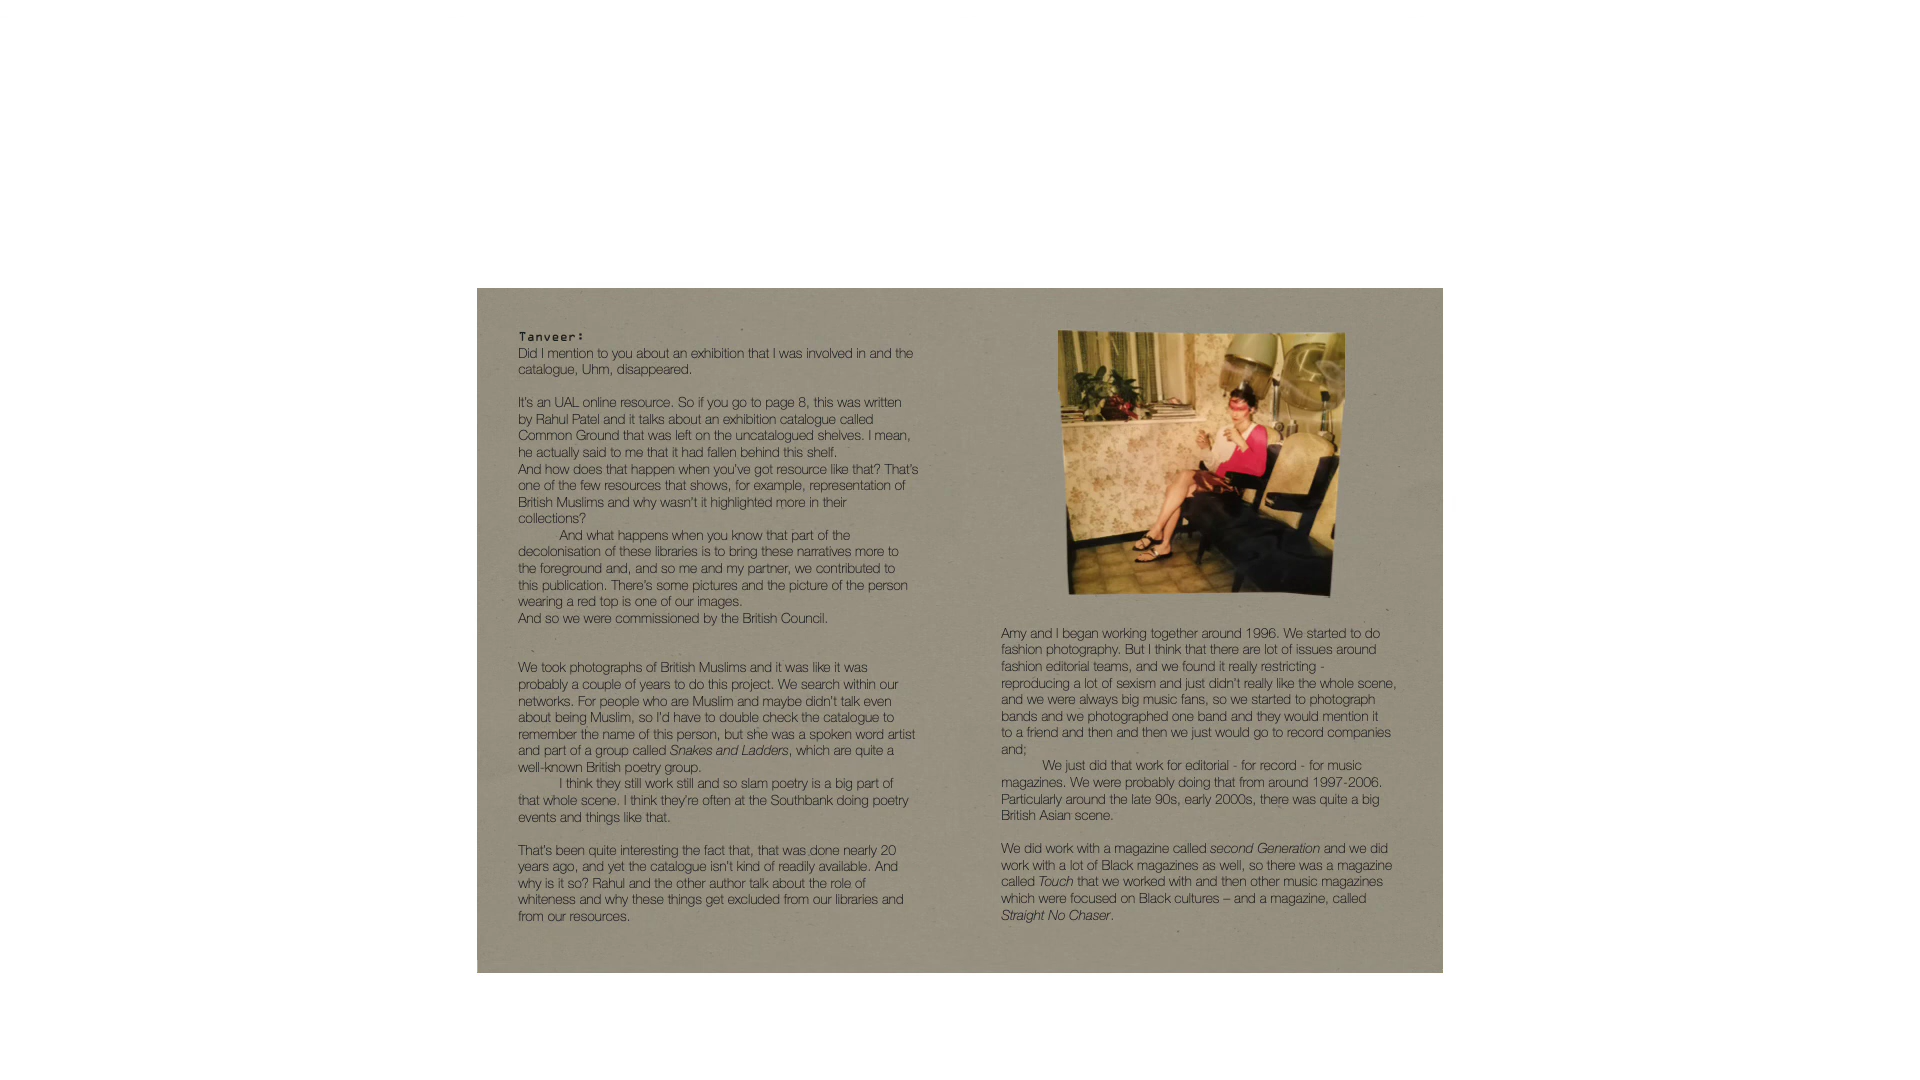 Tanveer:
Did I mention to you about an exhibition that I was involved in and the
catalogue, Uhm, disappeared.
It's an UAL online resource. So if you go to page 8, this was written
by Rahul Patel and it talks about an exhibition catalogue called
Common Ground that was left on the uncatalogued shelves. I mean,
he actually said to me that it had fallen behind this shelf.
And how does that happen when you've got resource like that? That's
one of the few resources that shows, for example, representation of
British Muslims and why wasn't it highlighted more in their
collections?
And what happens when you know that part of the
decolonisation of these libraries is to bring these narratives more to
the foreground and, and so me and my partner, we contributed to
this publication. There's some pictures and the picture of the person
wearing a red top is one of our images.
And so we were commissioned by the British Council.
We took photographs of British Muslims and it was like it was
probably a couple of years to do this project. We search within our
networks. For people who are Muslim and maybe didn't talk even
about being Muslim, so I'd have to double check the catalogue to
remember the name of this person, but she was a spoken word artist
and part of a group called Snakes and Ladders, which are quite a
well-known British poetry group.
I think they still work still and so slam poetry is a big part of
that whole scene. I think they're often at the Southbank doing poetry
events and things like that.
That's been quite interesting the fact that, that was done nearly 20
years ago, and yet the catalogue isn't kind of readily available. And
why is it so? Rahul and the other author talk about the role of
whiteness and why these things get excluded from our libraries and
from our resources.
Amy and I began working together around 1996. We started to do
fashion photography. But I think that there are lot of issues around
fashion editorial teams, and we found it really restricting -
reproducing a lot of sexism and just didn't really like the whole scene,
and we were always big music fans, so we started to photograph
bands and we photographed one band and they would mention it
to a friend and then and then we just would go to record companies
and;
We just did that work for editorial - for record - for music
magazines. We were probably doing that from around 1997-2006.
Particularly around the late 90s, early 2000s, there was quite a big
British Asian scene.
We did work with a magazine called second Generation and we did
work with a lot of Black magazines as well, so there was a magazine
called Touch that we worked with and then other music magazines
which were focused on Black cultures – and a magazine, called
Straight No Chaser.